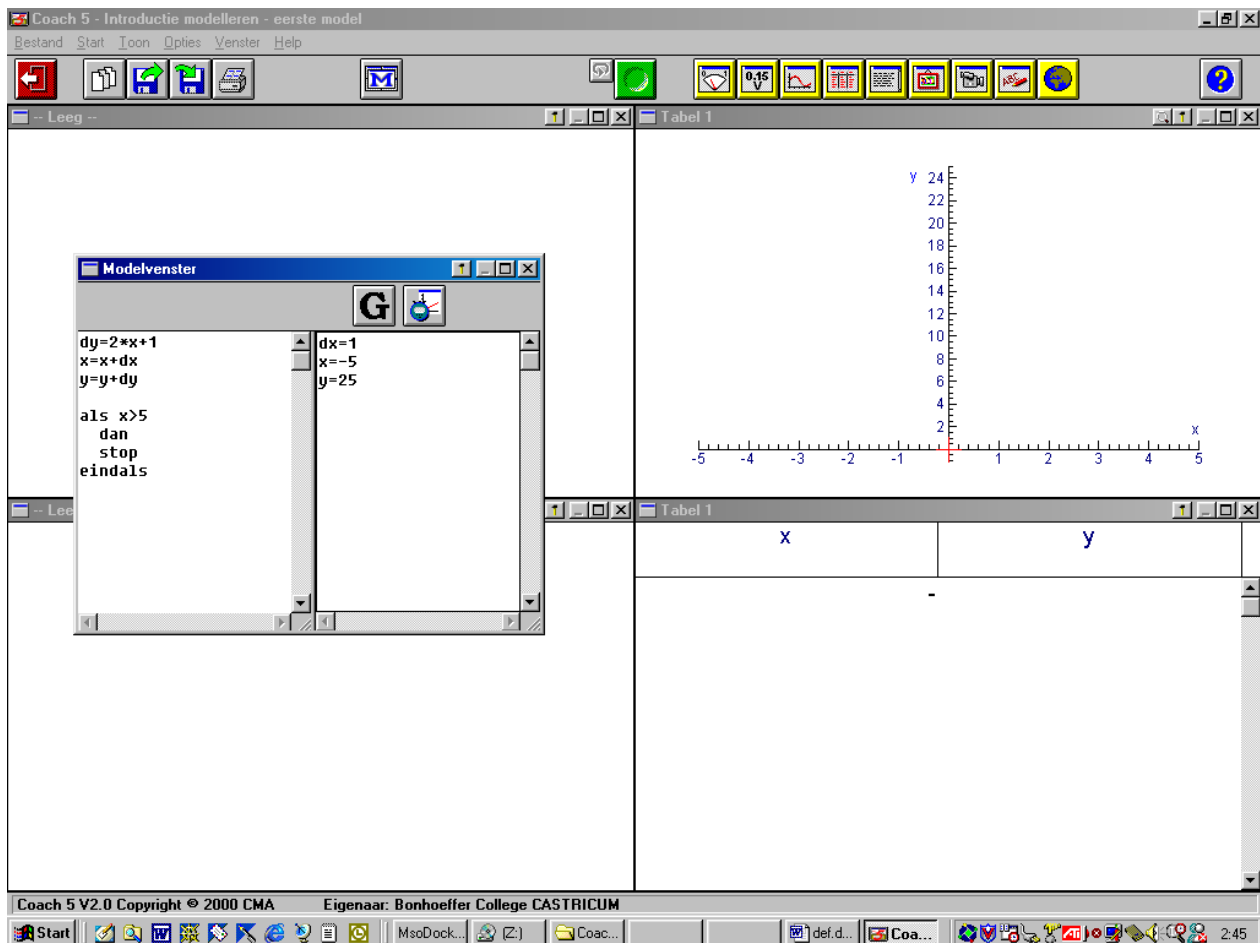 Coach 5 - Introductie modelleren - eerste model
Bestand Start Toon Opties Venster Help
M
0,15
V
ABC
?
-- Leeg --
Tabel 1
y
24
22
20
18
16
14
12
10
8
6
4
2
x
-5 -4 -3 -2 -1 1 2 3 4 5
Modelvenster
G
dy=2*x+1
x=x+dx
y=y+dy
als x>5
dan
stop
eindals
dx=1
x=-5
y=25
-- Lee
Tabel 1
x y
-
Coach 5 V2.0 Copyright © 2000 CMA Eigenaar: Bonhoeffer College CASTRICUM
Start MsoDock... (Z:) Coac... def.d... Coa... 2:45